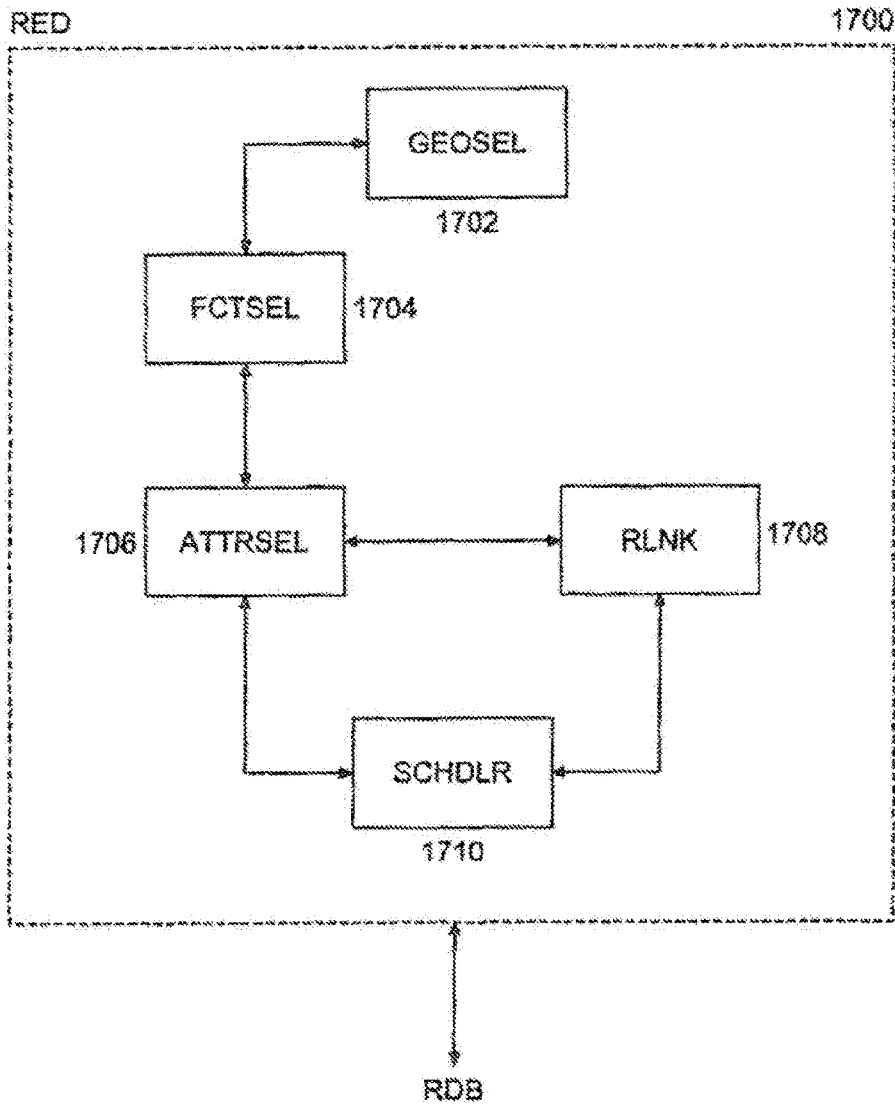 RED 1700
GEOSEL
1702
FCTSEL 1704
1706 ATTRSEL RLNK 1708
SCHDLR
1710
RDB